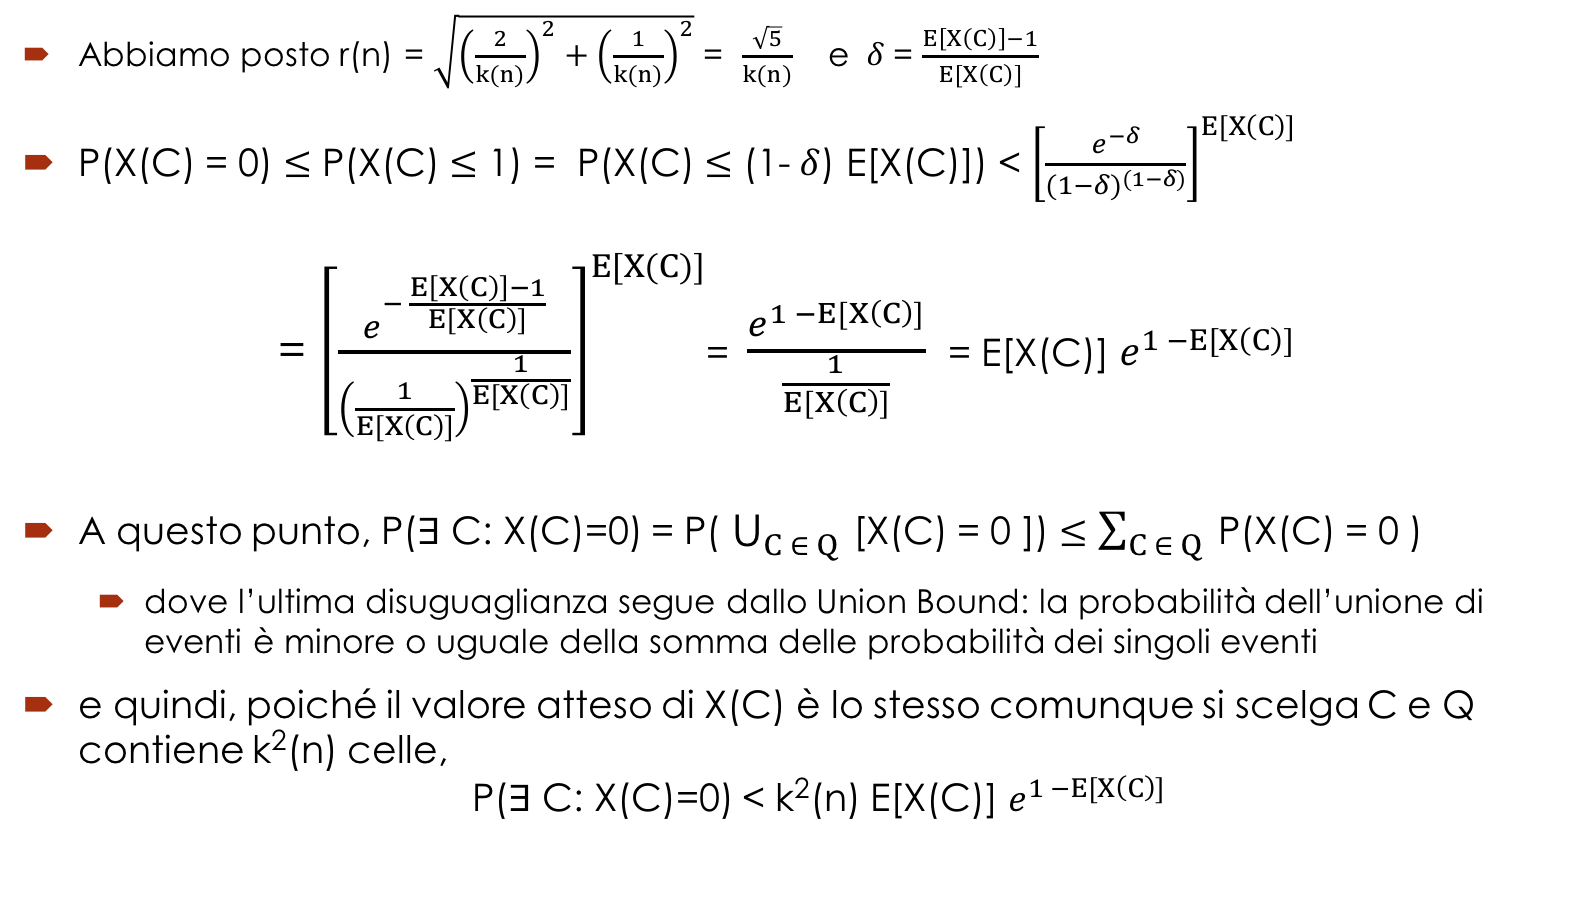 Abbiamo posto r(n) = √((2/k(n))² + (1/k(n))²) = √5/k(n) e δ = (E[X(C)]−1)/E[X(C)]
P(X(C) = 0) ≤ P(X(C) ≤ 1) = P(X(C) ≤ (1- δ) E[X(C)]) < [e^(−δ)/(1−δ)^(1−δ)]^E[X(C)]
= [e^(−(E[X(C)]−1)/E[X(C)]) / (1/E[X(C)])^(1/E[X(C)])]^E[X(C)] = e^(1 −E[X(C)]) / (1/E[X(C)]) = E[X(C)] e^(1 −E[X(C)])
A questo punto, P(∃ C: X(C)=0) = P( ⋃_(C ∈ Q) [X(C) = 0 ]) ≤ ∑_(C ∈ Q) P(X(C) = 0 )
dove l’ultima disuguaglianza segue dallo Union Bound: la probabilità dell’unione di
eventi è minore o uguale della somma delle probabilità dei singoli eventi
e quindi, poiché il valore atteso di X(C) è lo stesso comunque si scelga C e Q
contiene k²(n) celle,
P(∃ C: X(C)=0) < k²(n) E[X(C)] e^(1 −E[X(C)])